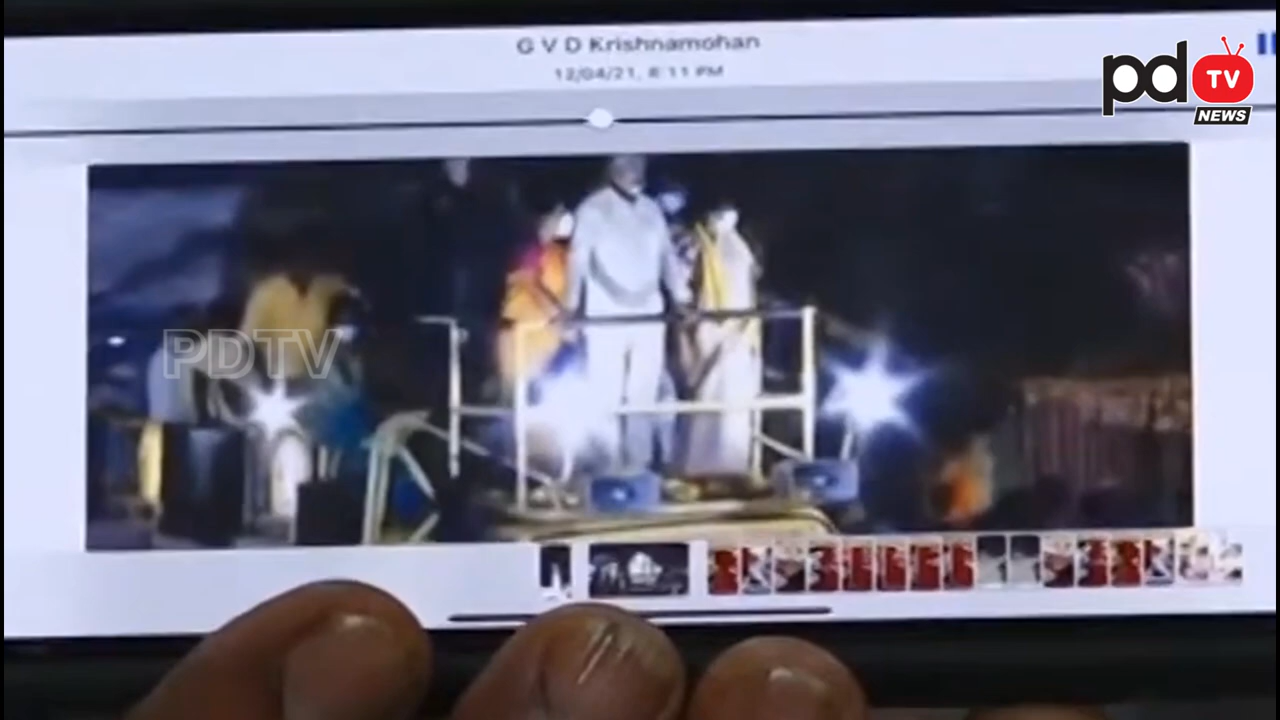 G V D Krishnamohan
12/04/21, 8:11 PM
pd TV
NEWS
PDTV